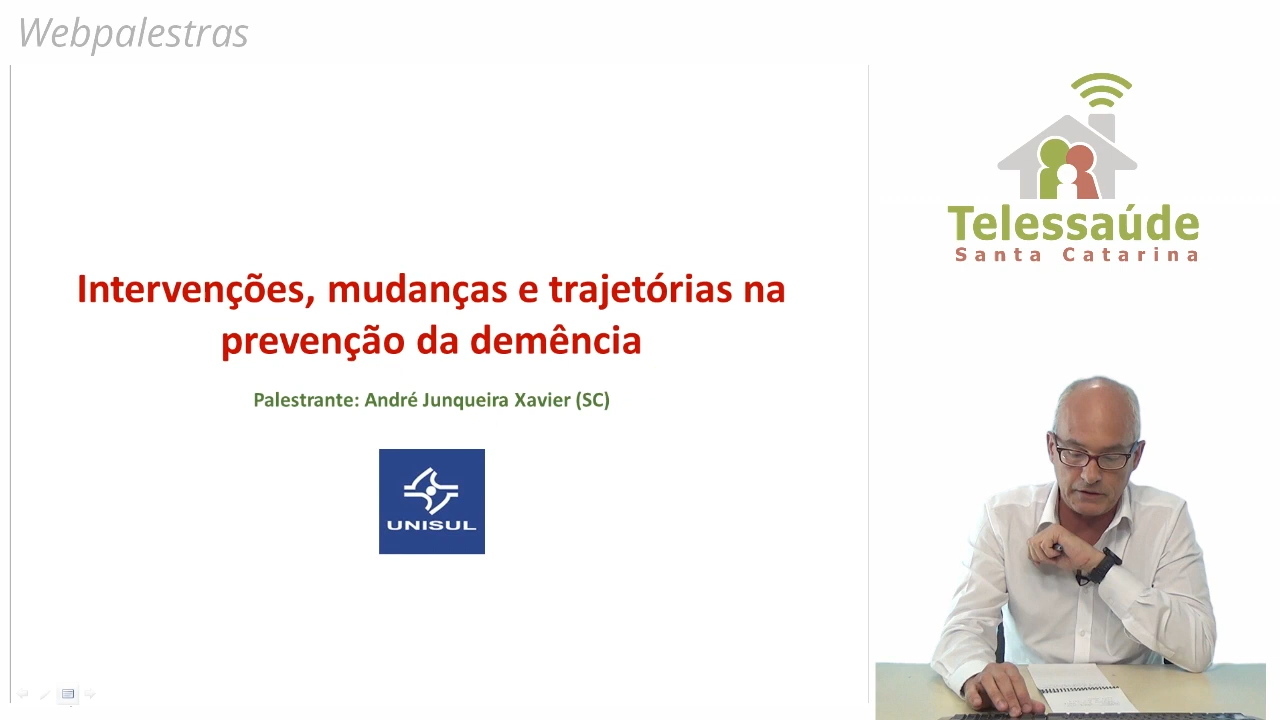 Webpalestras
Telessaúde
Santa Catarina
Intervenções, mudanças e trajetórias na
prevenção da demência
Palestrante: André Junqueira Xavier (SC)
UNISUL